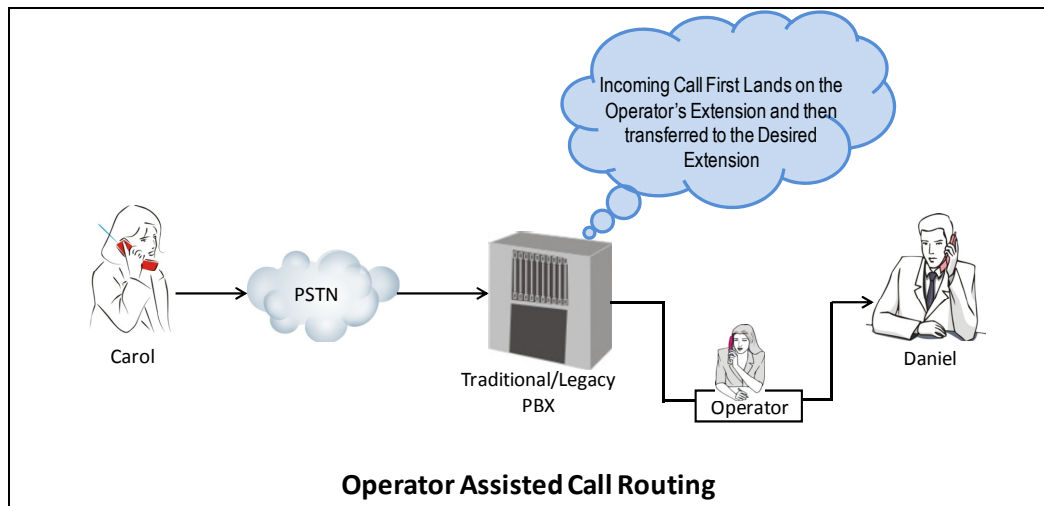 Incoming Call First Lands on the
Operator's Extension and then
transferred to the Desired
Extension
PSTN
Carol
Traditional/Legacy
PBX
Operator
Daniel
Operator Assisted Call Routing